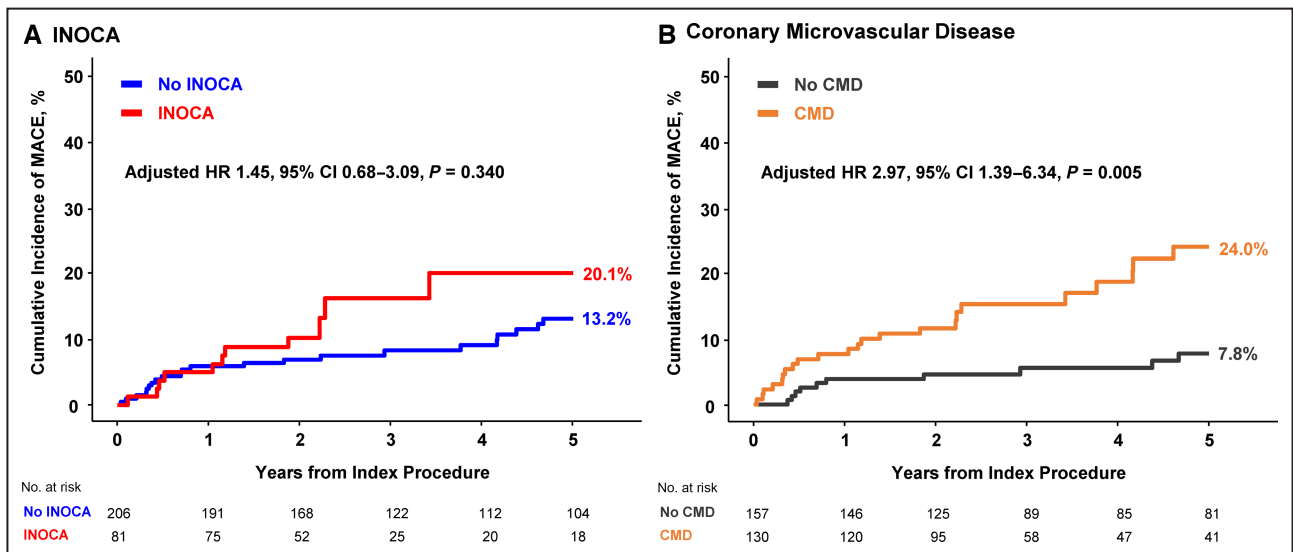 A INOCA
Cumulative Incidence of MACE, %
50
40
30
20
10
0
No INOCA
INOCA
Adjusted HR 1.45, 95% CI 0.68–3.09, P = 0.340
20.1%
13.2%
0 1 2 3 4 5
Years from Index Procedure
No. at risk
No INOCA 206 191 168 122 112 104
INOCA 81 75 52 25 20 18
B Coronary Microvascular Disease
Cumulative Incidence of MACE, %
50
40
30
20
10
0
No CMD
CMD
Adjusted HR 2.97, 95% CI 1.39–6.34, P = 0.005
24.0%
7.8%
0 1 2 3 4 5
Years from Index Procedure
No. at risk
No CMD 157 146 125 89 85 81
CMD 130 120 95 58 47 41